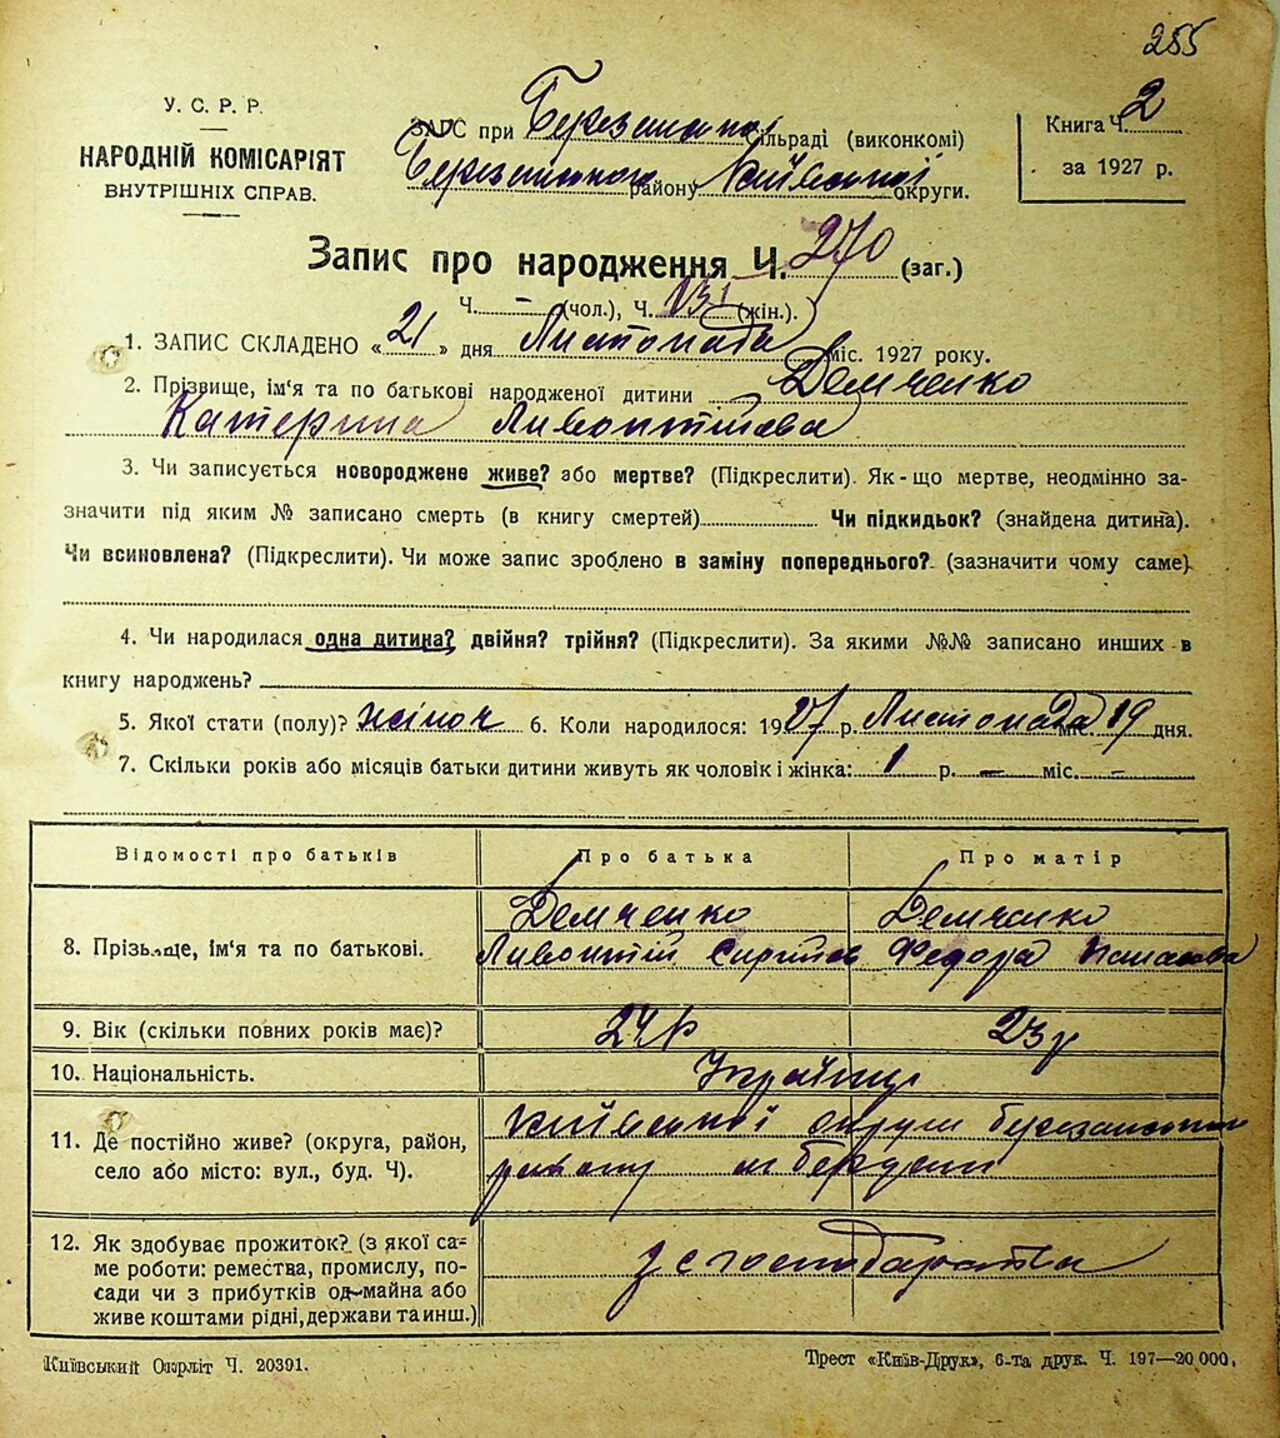 255
У. С. Р. Р.
НАРОДНІЙ КОМІСАРІЯТ
ВНУТРІШНІХ СПРАВ.
ЗАГС при Березанській сільраді (виконкомі)
Березанського району Київської округи.
Книга Ч. 2
за 1927 р.
Запис про народження Ч. 270 (заг.)
Ч. — (чол.), Ч. 131 (жін.).
1. ЗАПИС СКЛАДЕНО «21» дня Листопада міс. 1927 року.
2. Прізвище, ім‘я та по батькові народженої дитини Демченко
Катерина Ливонтіова
3. Чи записується новороджене живе? або мертве? (Підкреслити). Як-що мертве, неодмінно за-
значити під яким № записано смерть (в книгу смертей) Чи підкидьок? (знайдена дитина).
Чи всиновлена? (Підкреслити). Чи може запис зроблено в заміну попереднього? (зазначити чому саме)
4. Чи народилася одна дитина? двійня? трійня? (Підкреслити). За якими №№ записано инших в
книгу народжень?
5. Якої стати (полу)? жіноч 6. Коли народилося: 1927 р. Листопада міс. 19 дня.
7. Скільки років або місяців батьки дитини живуть як чоловік і жінка: 1 р. — міс. —
Відомості про батьків Про батька Про матір
8. Прізвище, ім‘я та по батькові. Демченко Демченко
Ливонтій Федора
9. Вік (скільки повних років має)? 24 р 23 р
10. Національність. Українці
11. Де постійно живе? (округа, район, Київської округи Березанського
село або місто: вул., буд. Ч). району м Березани
12. Як здобуває прожиток? (з якої са-
ме роботи: ремества, промислу, по- з с господарства
сади чи з прибутків од майна або
живе коштами рідні, держави та инш.)
Київський Окрліт Ч. 20391.
Трест «Київ-Друк», 6-та друк. Ч. 197—20 000.